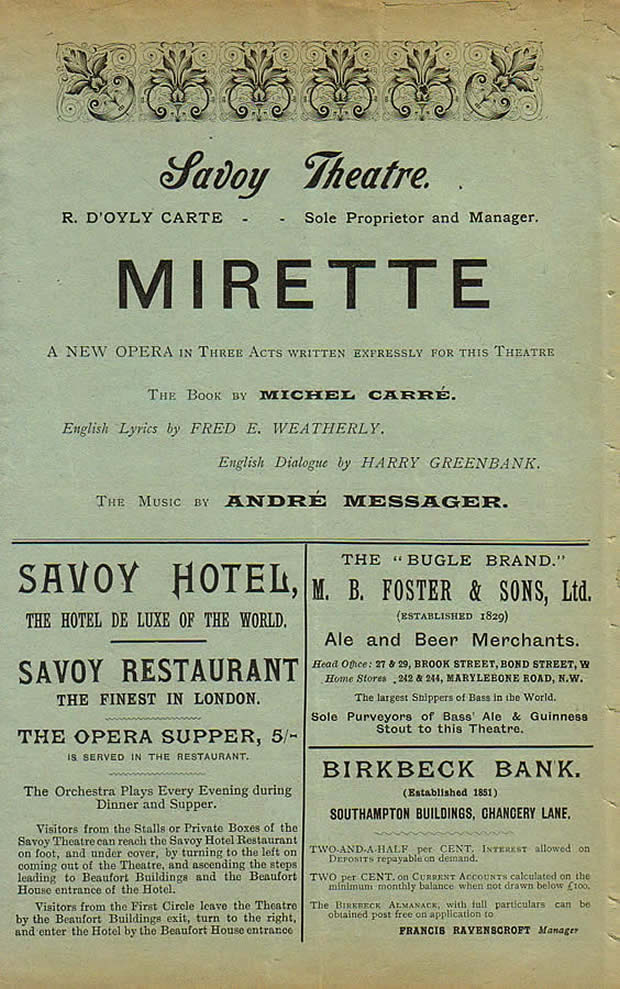 Savoy Theatre.
R. D'OYLY CARTE - - Sole Proprietor and Manager.
MIRETTE
A NEW OPERA IN THREE ACTS WRITTEN EXPRESSLY FOR THIS THEATRE
THE BOOK BY MICHEL CARRÉ.
English Lyrics by FRED E. WEATHERLY.
English Dialogue by HARRY GREENBANK.
THE MUSIC BY ANDRÉ MESSAGER.
SAVOY HOTEL,
THE HOTEL DE LUXE OF THE WORLD.
SAVOY RESTAURANT
THE FINEST IN LONDON.
THE OPERA SUPPER, 5/-
IS SERVED IN THE RESTAURANT.
The Orchestra Plays Every Evening during
Dinner and Supper.
Visitors from the Stalls or Private Boxes of the
Savoy Theatre can reach the Savoy Hotel Restaurant
on foot, and under cover, by turning to the left on
coming out of the Theatre, and ascending the steps
leading to Beaufort Buildings and the Beaufort
House entrance of the Hotel.
Visitors from the First Circle leave the Theatre
by the Beaufort Buildings exit, turn to the right,
and enter the Hotel by the Beaufort House entrance
THE "BUGLE BRAND."
M. B. FOSTER & SONS, Ltd.
(ESTABLISHED 1829)
Ale and Beer Merchants.
Head Office: 27 & 29, BROOK STREET, BOND STREET, W
Home Stores . 242 & 244, MARYLEBONE ROAD, N.W.
The largest Shippers of Bass in the World.
Sole Purveyors of Bass' Ale & Guinness
Stout to this Theatre.
BIRKBECK BANK.
(Established 1851)
SOUTHAMPTON BUILDINGS, CHANCERY LANE.
TWO-AND-A-HALF per CENT. INTEREST allowed on
DEPOSITS repayable on demand.
TWO per CENT. on CURRENT ACCOUNTS calculated on the
minimum monthly balance when not drawn below £100.
The BIRKBECK ALMANACK, with full particulars can be
obtained post free on application to
FRANCIS RAVENSCROFT Manager